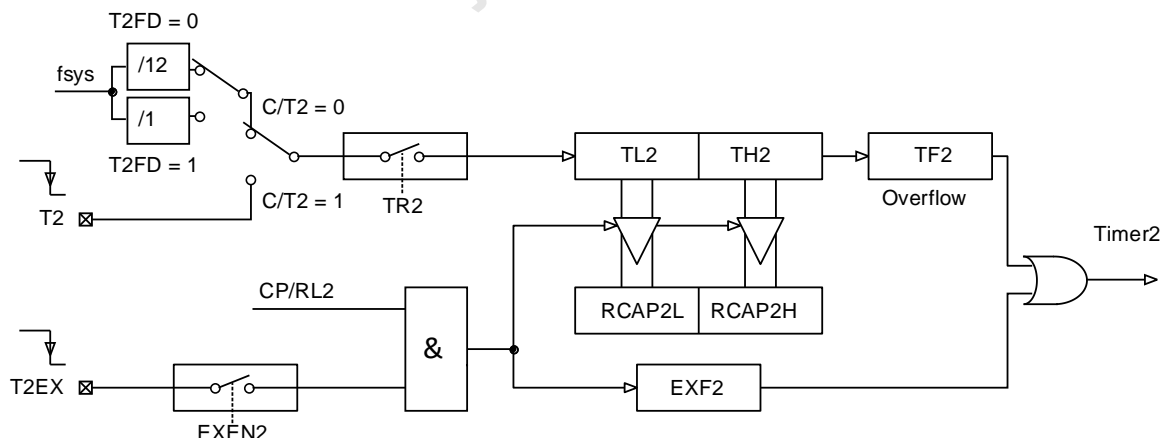 T2FD = 0
/12
fsys
C/T2 = 0
/1
T2FD = 1
TL2
TH2
TF2
T2
C/T2 = 1
TR2
Overflow
Timer2
CP/RL2
RCAP2L
RCAP2H
&
T2EX
EXF2
EXEN2